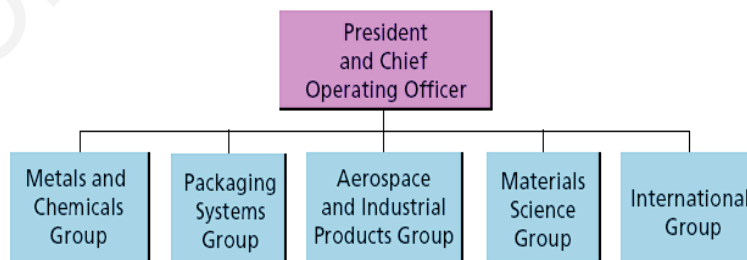 President
and Chief
Operating Officer
Metals and
Chemicals
Group
Packaging
Systems
Group
Aerospace
and Industrial
Products Group
Materials
Science
Group
International
Group